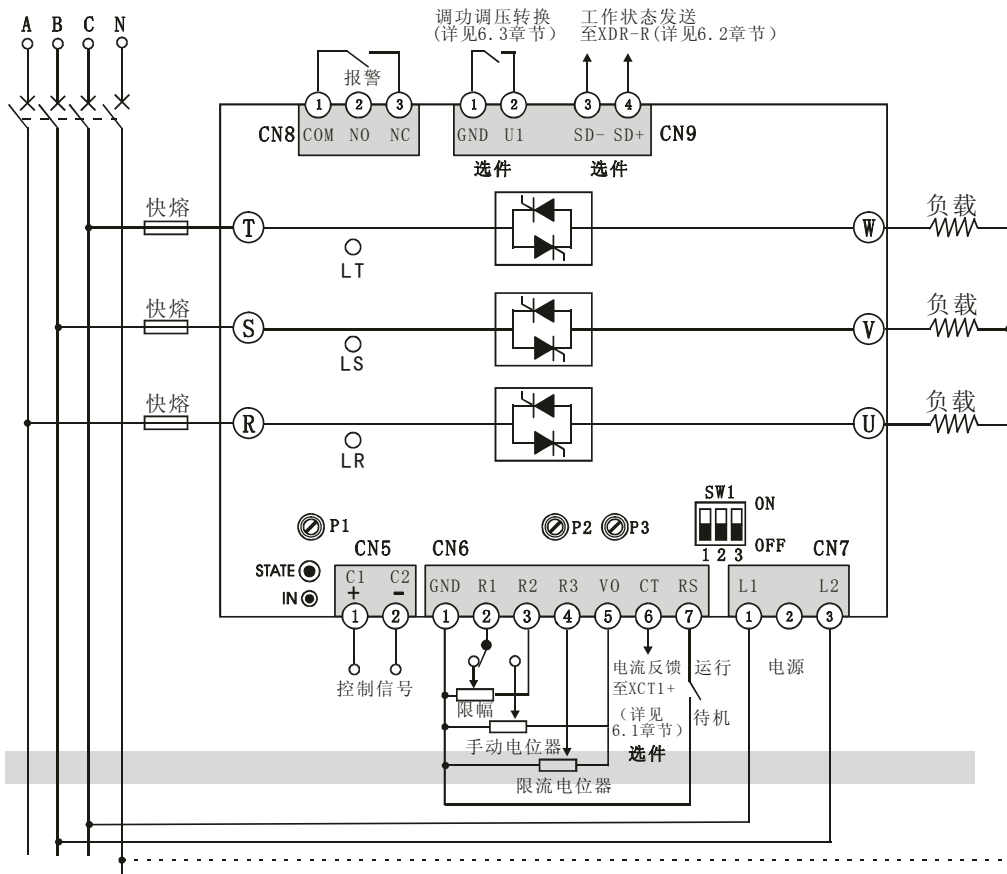 调功调压转换
(详见6.3章节)
工作状态发送
至XDR-R(详见6.2章节)
A B C N
报警
1 2 3
1 2
3 4
CN8 COM NO NC
GND U1 SD- SD+ CN9
选件
选件
快熔
T
LT
W
负载
快熔
S
LS
V
负载
快熔
R
LR
U
负载
P1
P2
P3
SW1
ON
OFF
1 2 3
CN5
CN6
CN7
STATE
IN
C1 C2
+ -
GND R1 R2 R3 VO CT RS
L1 L2
1 2
1 2 3 4 5 6 7
1 2 3
控制信号
限幅
手动电位器
限流电位器
电流反馈
至XCT1+
(详见
6.1章节)
选件
运行
待机
电源